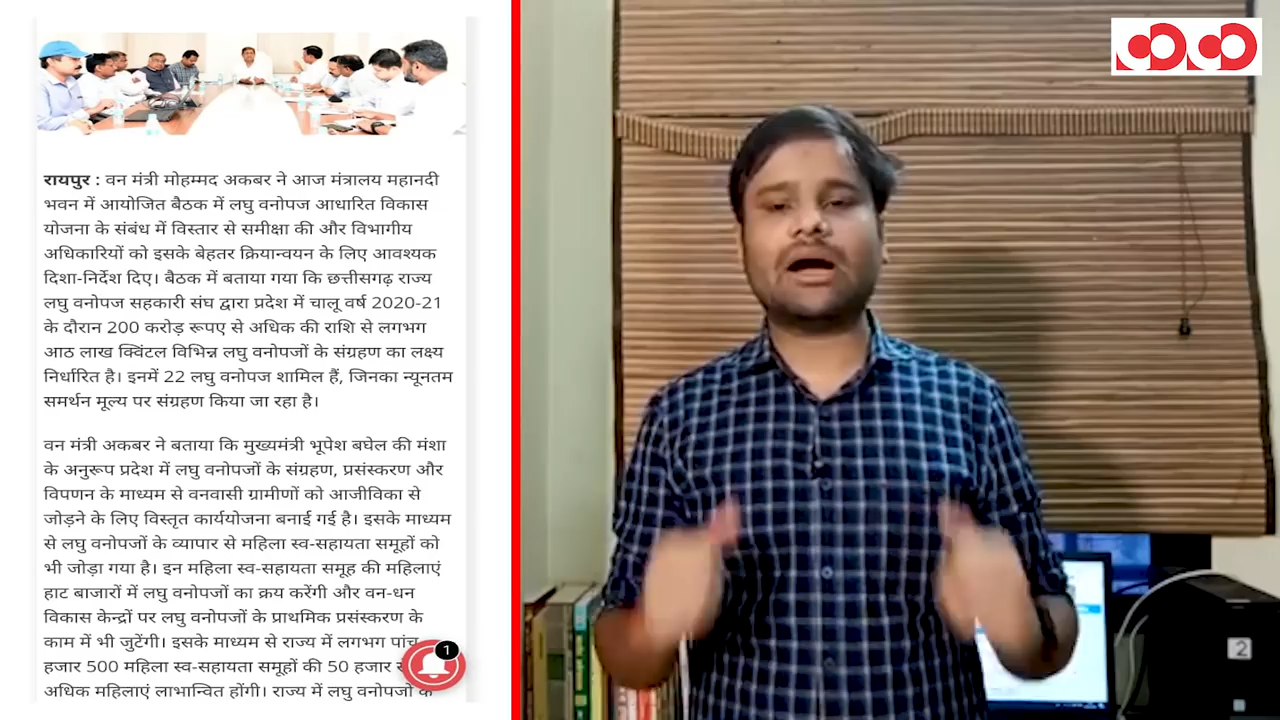 रायपुर : वन मंत्री मोहम्मद अकबर ने आज मंत्रालय महानदी
भवन में आयोजित बैठक में लघु वनोपज आधारित विकास
योजना के संबंध में विस्तार से समीक्षा की और विभागीय
अधिकारियों को इसके बेहतर क्रियान्वयन के लिए आवश्यक
दिशा-निर्देश दिए। बैठक में बताया गया कि छत्तीसगढ़ राज्य
लघु वनोपज सहकारी संघ द्वारा प्रदेश में चालू वर्ष 2020-21
के दौरान 200 करोड़ रूपए से अधिक की राशि से लगभग
आठ लाख क्विंटल विभिन्न लघु वनोपजों के संग्रहण का लक्ष्य
निर्धारित है। इनमें 22 लघु वनोपज शामिल हैं, जिनका न्यूनतम
समर्थन मूल्य पर संग्रहण किया जा रहा है।
वन मंत्री अकबर ने बताया कि मुख्यमंत्री भूपेश बघेल की मंशा
के अनुरूप प्रदेश में लघु वनोपजों के संग्रहण, प्रसंस्करण और
विपणन के माध्यम से वनवासी ग्रामीणों को आजीविका से
जोड़ने के लिए विस्तृत कार्ययोजना बनाई गई है। इसके माध्यम
से लघु वनोपजों के व्यापार से महिला स्व-सहायता समूहों को
भी जोड़ा गया है। इन महिला स्व-सहायता समूह की महिलाएं
हाट बाजारों में लघु वनोपजों का क्रय करेंगी और वन-धन
विकास केन्द्रों पर लघु वनोपजों के प्राथमिक प्रसंस्करण के
काम में भी जुटेंगी। इसके माध्यम से राज्य में लगभग पांच
हजार 500 महिला स्व-सहायता समूहों की 50 हजार
अधिक महिलाएं लाभान्वित होंगी। राज्य में लघु वनोपजों के
1
2